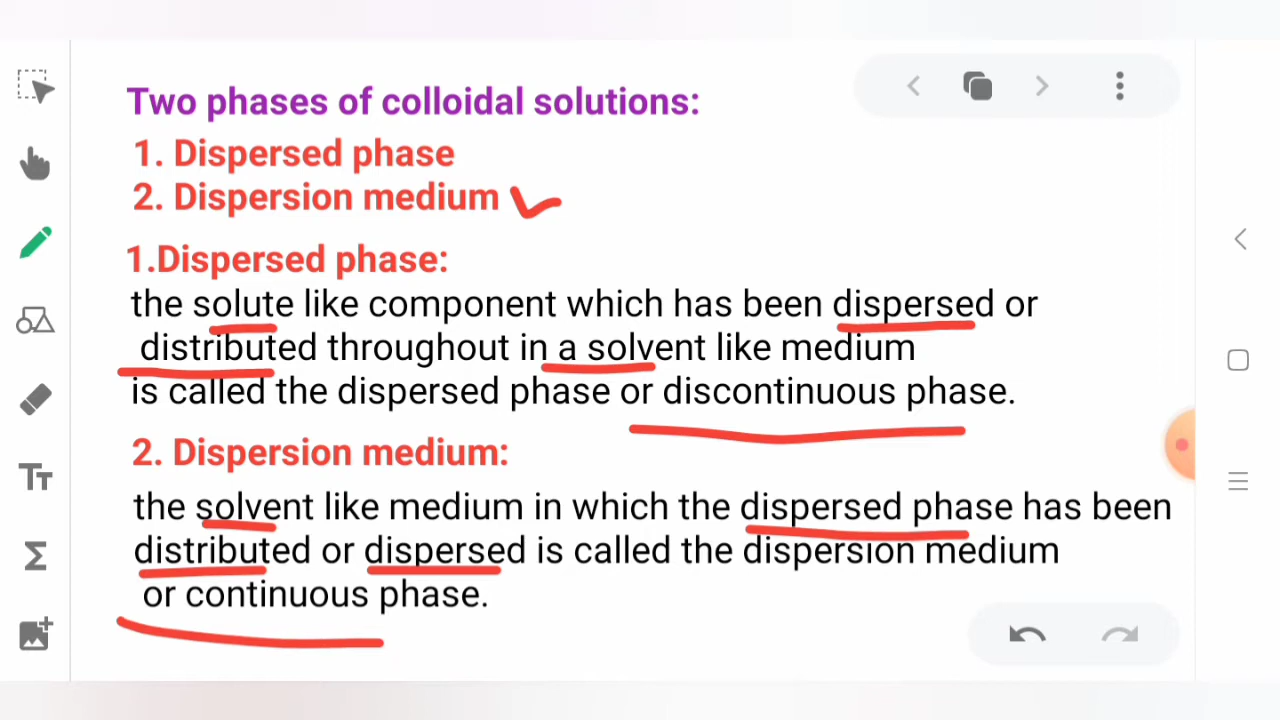 Two phases of colloidal solutions:
1. Dispersed phase
2. Dispersion medium
1.Dispersed phase:
the solute like component which has been dispersed or
distributed throughout in a solvent like medium
is called the dispersed phase or discontinuous phase.
2. Dispersion medium:
the solvent like medium in which the dispersed phase has been
distributed or dispersed is called the dispersion medium
or continuous phase.